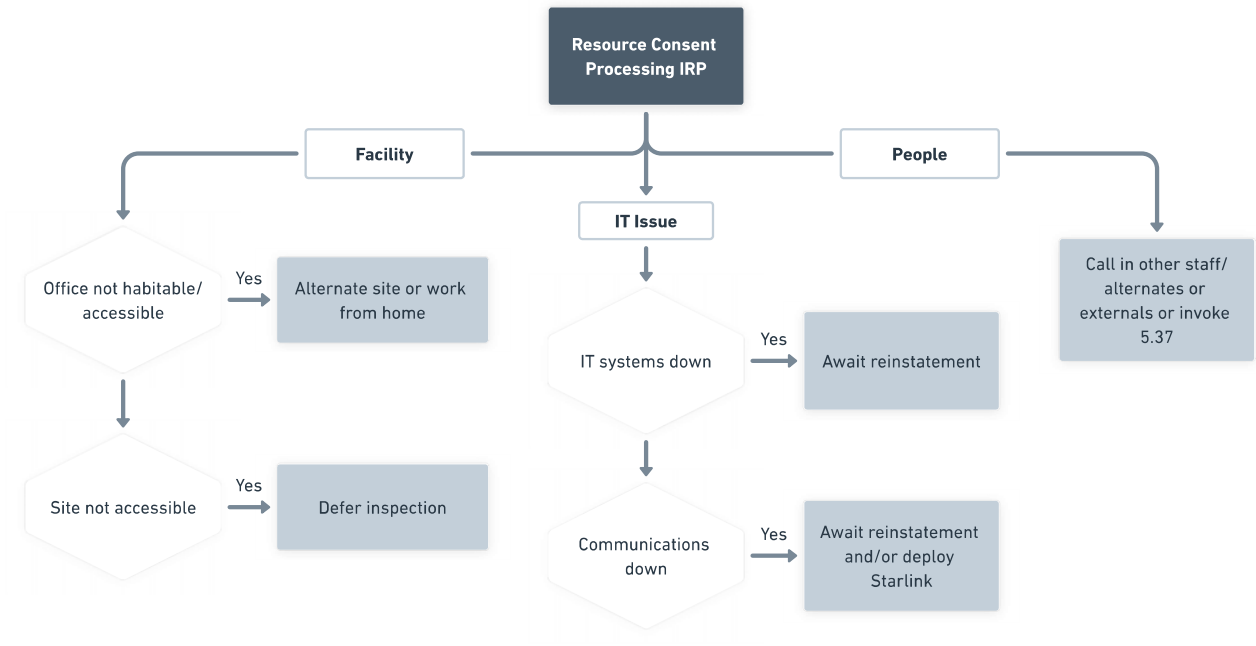 Resource Consent
Processing IRP
Facility
People
IT Issue
Office not habitable/
accessible
Yes
Alternate site or work
from home
Call in other staff/
alternates or
externals or invoke
5.37
IT systems down
Yes
Await reinstatement
Site not accessible
Yes
Defer inspection
Communications
down
Yes
Await reinstatement
and/or deploy
Starlink